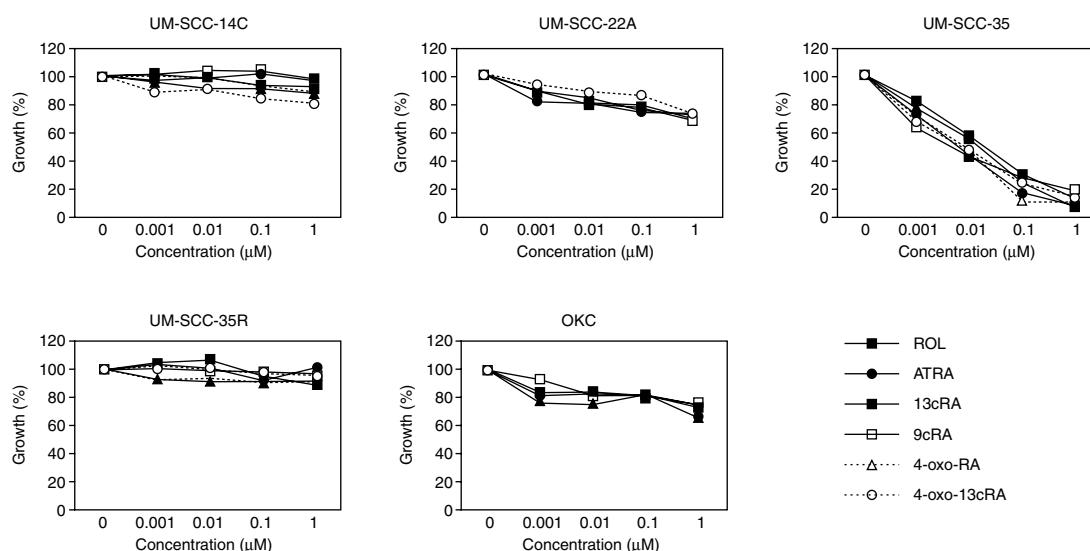 UM-SCC-14C
120
100
80
60
40
20
0
Growth (%)
0 0.001 0.01 0.1 1
Concentration (μM)
UM-SCC-22A
120
100
80
60
40
20
0
Growth (%)
0 0.001 0.01 0.1 1
Concentration (μM)
UM-SCC-35
120
100
80
60
40
20
0
Growth (%)
0 0.001 0.01 0.1 1
Concentration (μM)
UM-SCC-35R
120
100
80
60
40
20
0
Growth (%)
0 0.001 0.01 0.1 1
Concentration (μM)
OKC
120
100
80
60
40
20
0
Growth (%)
0 0.001 0.01 0.1 1
Concentration (μM)
ROL
ATRA
13cRA
9cRA
4-oxo-RA
4-oxo-13cRA